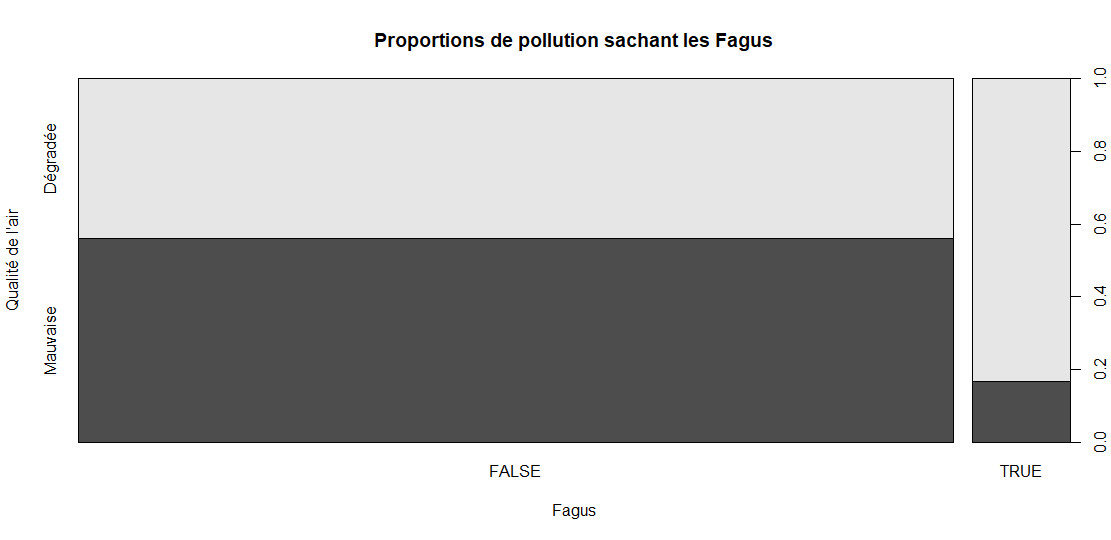 Proportions de pollution sachant les Fagus
Qualité de l'air
Dégradée
Mauvaise
1.0
0.8
0.6
0.4
0.2
0.0
FALSE
TRUE
Fagus